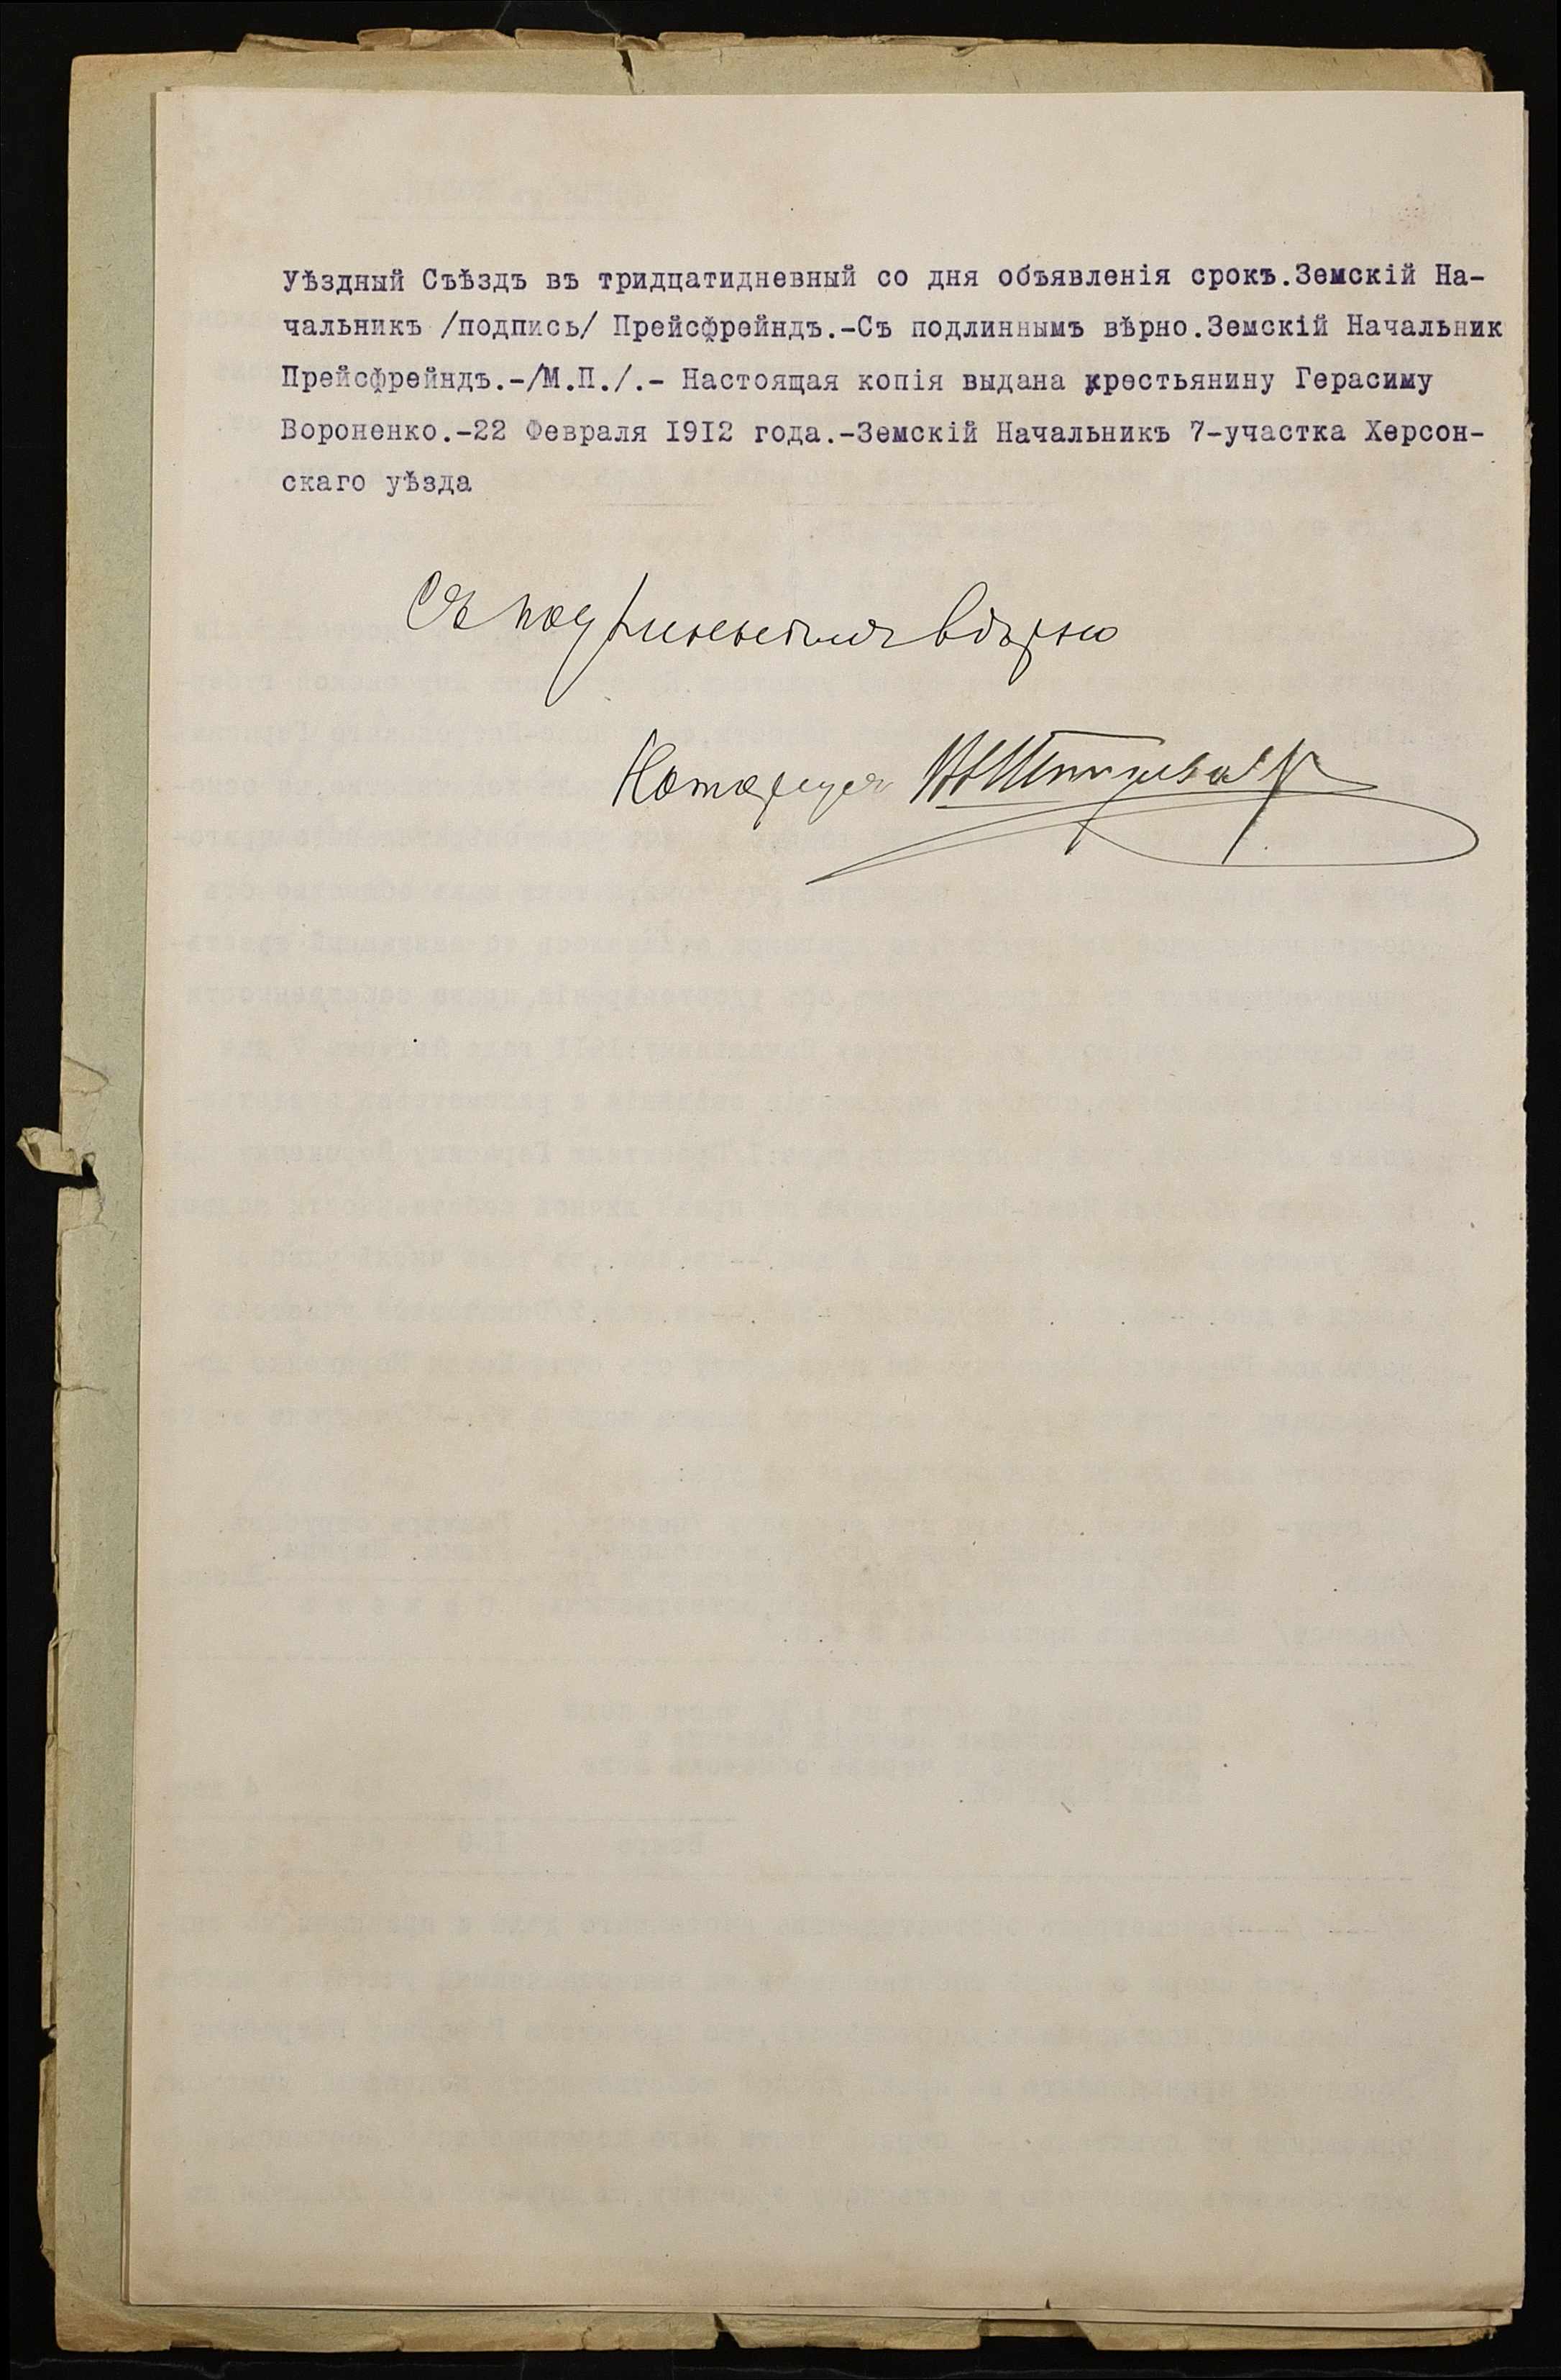 Уѣздный Съѣздъ въ тридцатидневный со дня объявленія срокъ.Земскій На-
чальникъ /подпись/ Прейсфрейндъ.-Съ подлиннымъ вѣрно.Земскій Начальник
Прейсфрейндъ.-/М.П./.- Настоящая копія выдана крестьянину Герасиму
Вороненко.-22 Февраля 1912 года.-Земскій Начальникъ 7-участка Херсон-
скаго уѣзда
Съ подлиннымъ вѣрно
Нотаріусъ